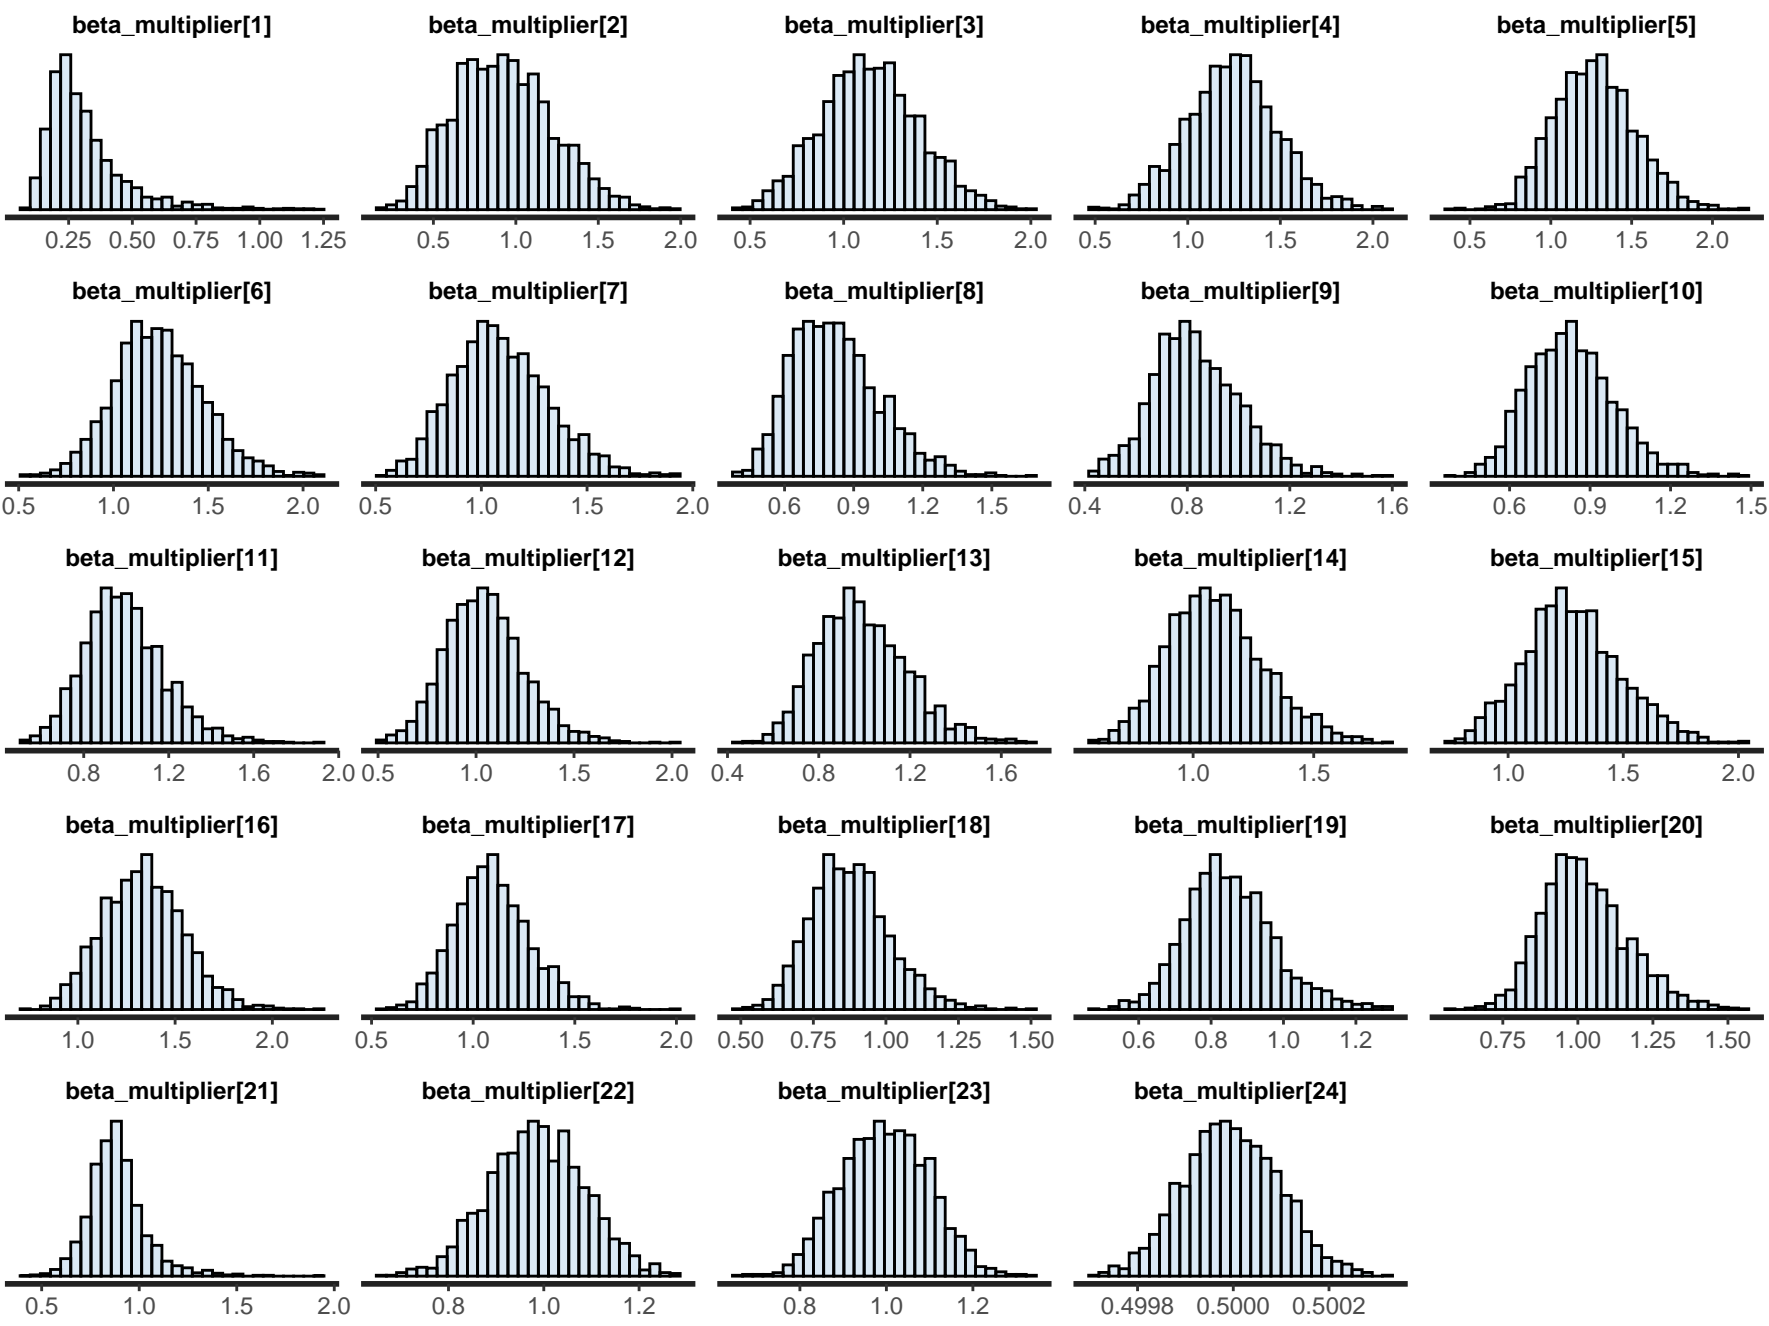 beta_multiplier[1] beta_multiplier[2] beta_multiplier[3] beta_multiplier[4] beta_multiplier[5]
0.25 0.50 0.75 1.00 1.25 0.5 1.0 1.5 2.0 0.5 1.0 1.5 2.0 0.5 1.0 1.5 2.0 0.5 1.0 1.5 2.0
beta_multiplier[6] beta_multiplier[7] beta_multiplier[8] beta_multiplier[9] beta_multiplier[10]
0.5 1.0 1.5 2.0 0.5 1.0 1.5 2.0 0.6 0.9 1.2 1.5 0.4 0.8 1.2 1.6 0.6 0.9 1.2 1.5
beta_multiplier[11] beta_multiplier[12] beta_multiplier[13] beta_multiplier[14] beta_multiplier[15]
0.8 1.2 1.6 2.0 0.5 1.0 1.5 2.0 0.4 0.8 1.2 1.6 1.0 1.5 1.0 1.5 2.0
beta_multiplier[16] beta_multiplier[17] beta_multiplier[18] beta_multiplier[19] beta_multiplier[20]
1.0 1.5 2.0 0.5 1.0 1.5 2.0 0.50 0.75 1.00 1.25 1.50 0.6 0.8 1.0 1.2 0.75 1.00 1.25 1.50
beta_multiplier[21] beta_multiplier[22] beta_multiplier[23] beta_multiplier[24]
0.5 1.0 1.5 2.0 0.8 1.0 1.2 0.8 1.0 1.2 0.4998 0.5000 0.5002